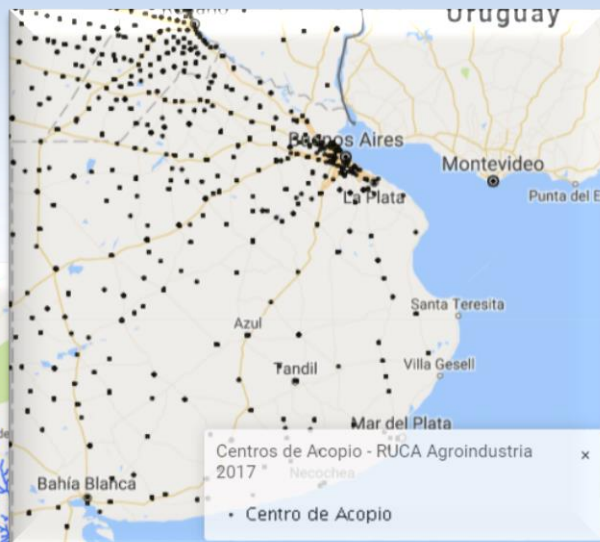 Uruguay
Buenos Aires
Montevideo
La Plata
Punta del E
Santa Teresita
Azul
Tandil
Villa Gesell
Mar del Plata
Centros de Acopio - RUCA Agroindustria
2017
×
Necochea
Bahía Blanca
Centro de Acopio